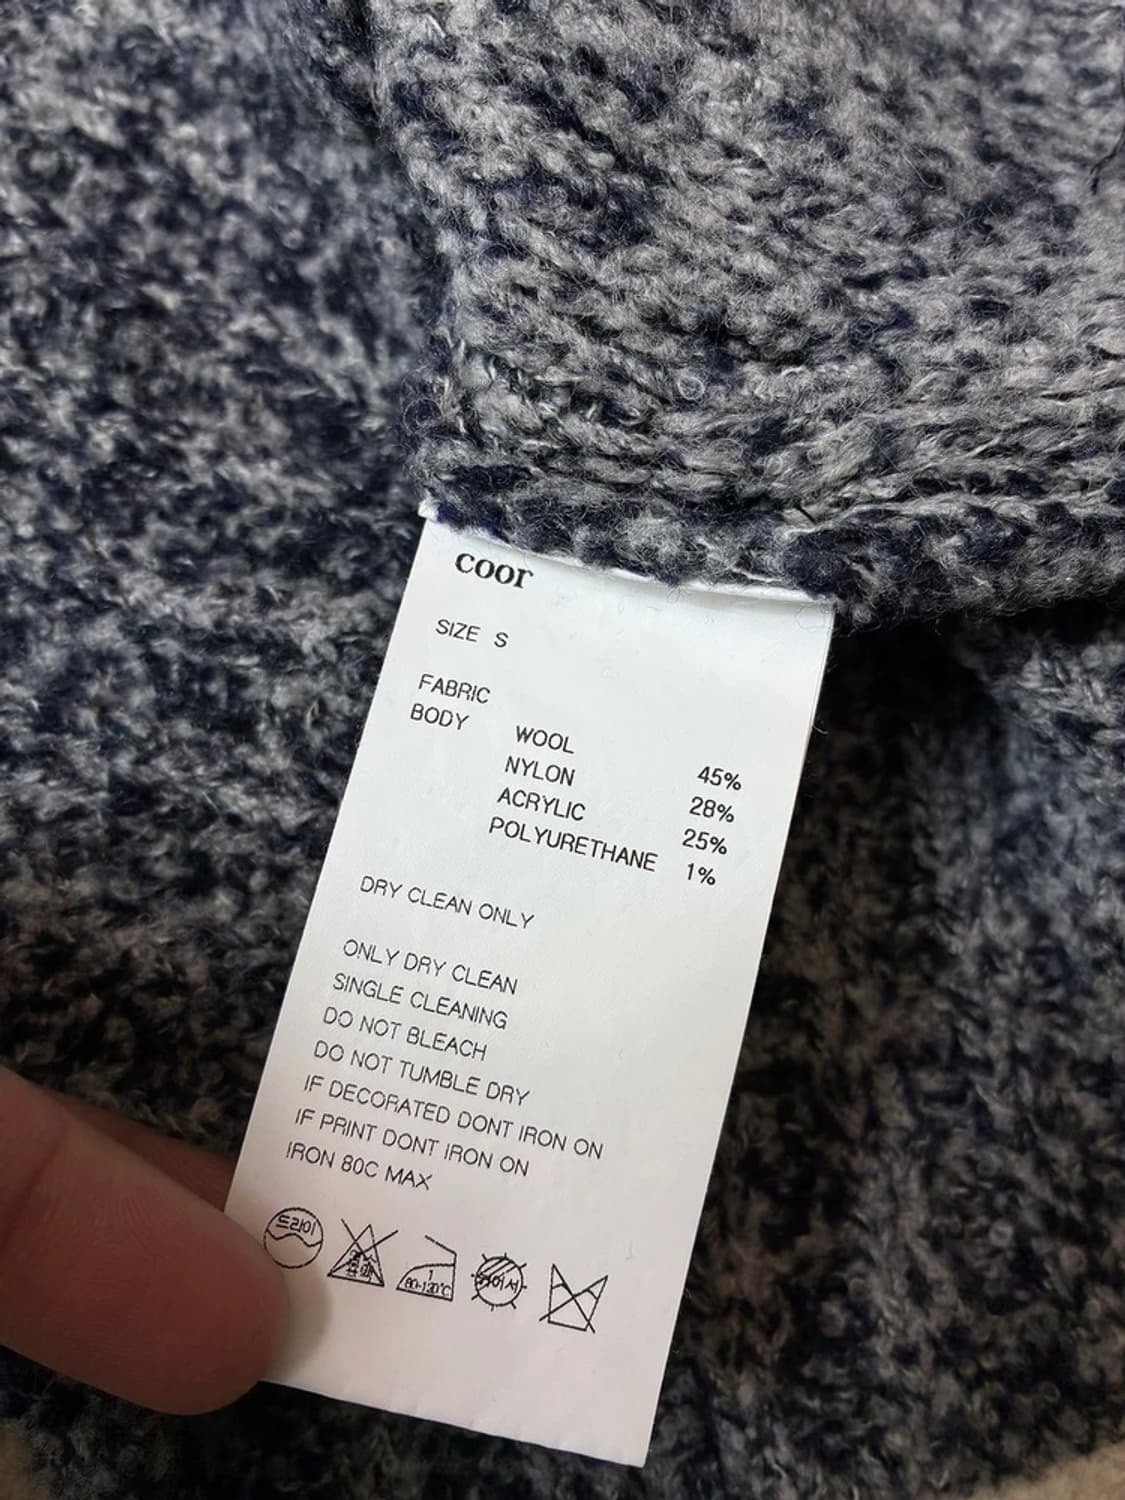 coor
SIZE S
FABRIC
BODY
WOOL 45%
NYLON 28%
ACRYLIC 25%
POLYURETHANE 1%
DRY CLEAN ONLY
ONLY DRY CLEAN
SINGLE CLEANING
DO NOT BLEACH
DO NOT TUMBLE DRY
IF DECORATED DONT IRON ON
IF PRINT DONT IRON ON
IRON 80C MAX
드라이
1
80-120℃